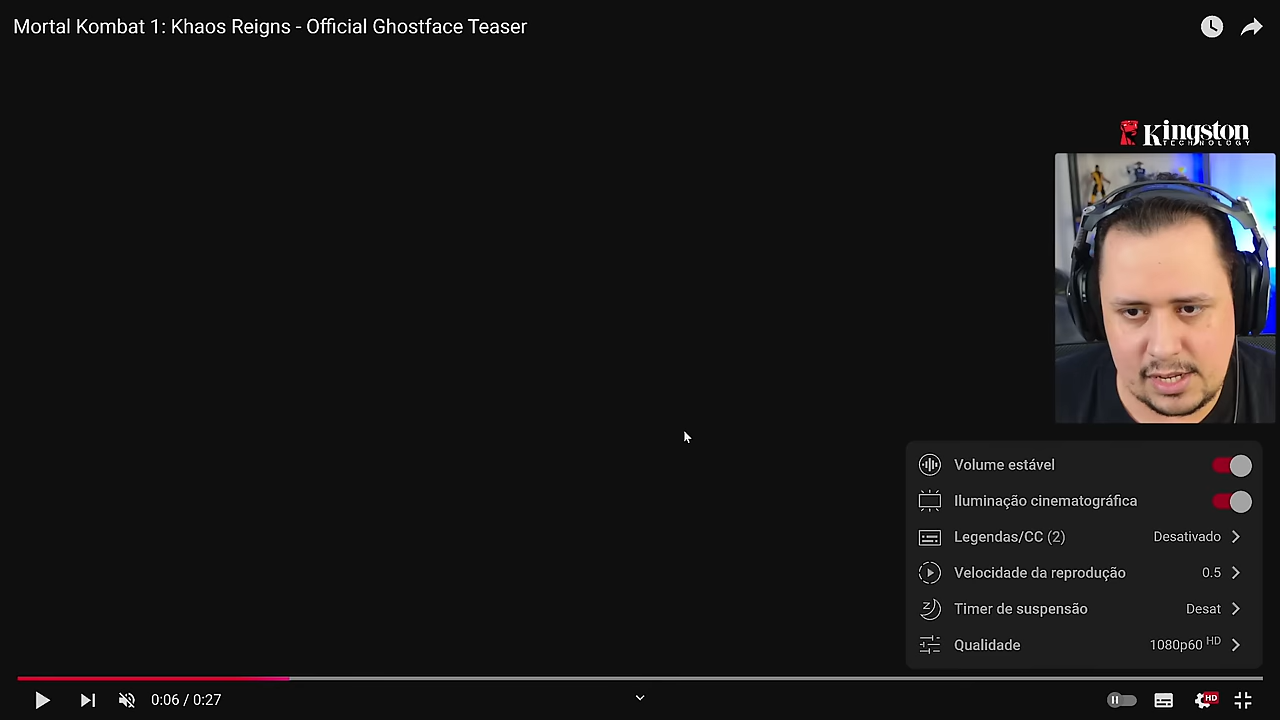 Mortal Kombat 1: Khaos Reigns - Official Ghostface Teaser
Kingston
TECHNOLOGY
Volume estável
Iluminação cinematográfica
Legendas/CC (2) Desativado
Velocidade da reprodução 0.5
Timer de suspensão Desat
Qualidade 1080p60 HD
0:06 / 0:27
HD